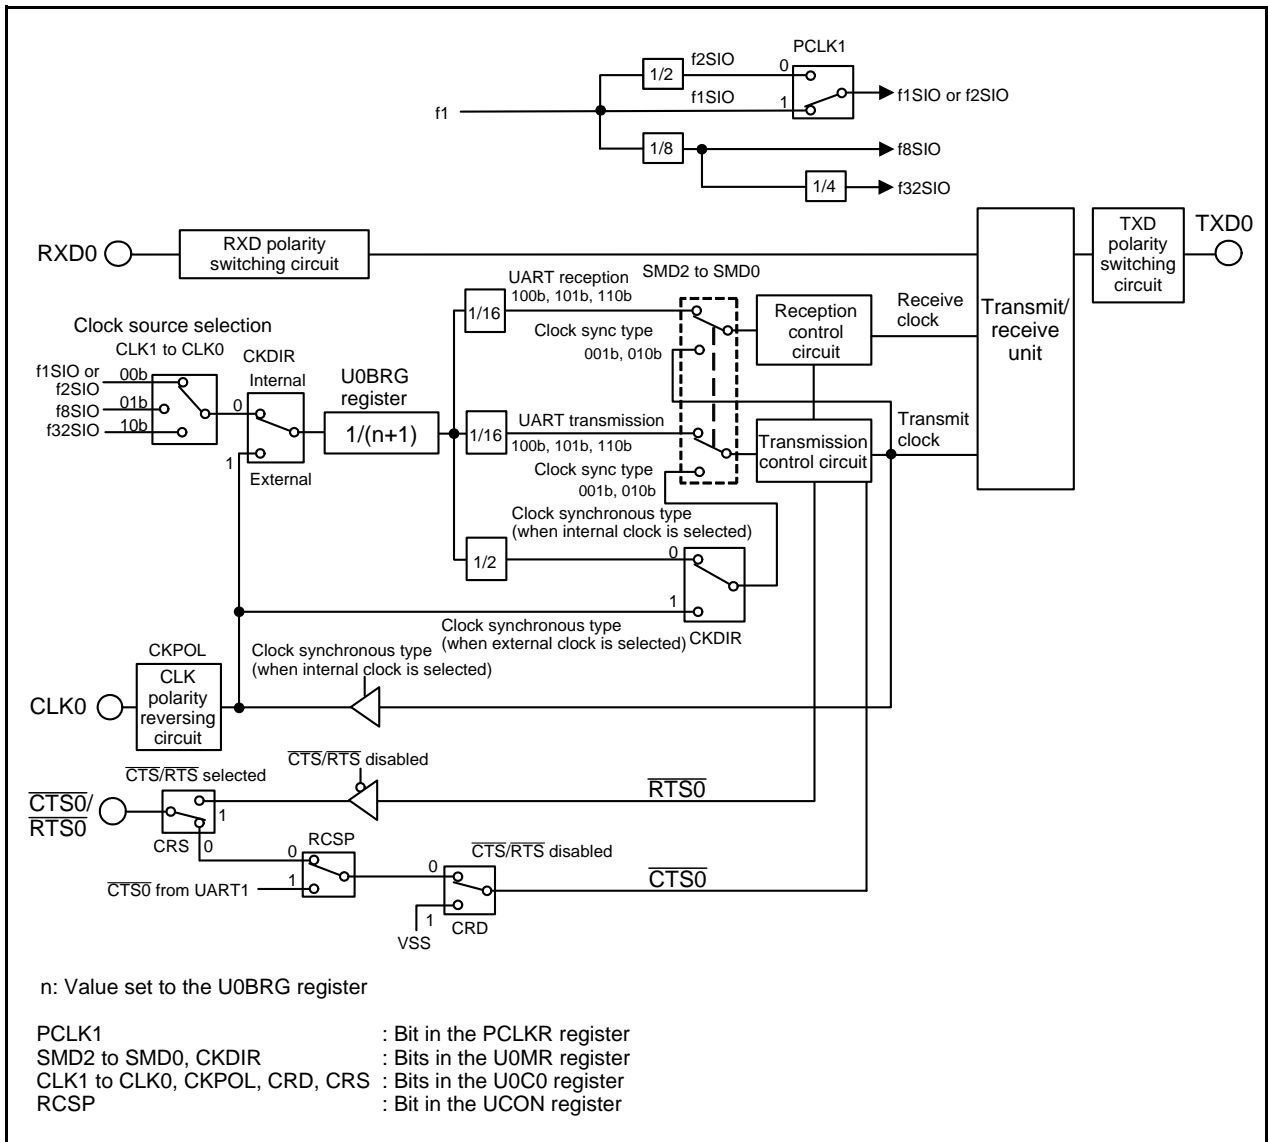 PCLK1
f2SIO
0
1/2
f1SIO
1
f1
f1SIO or f2SIO
1/8
f8SIO
1/4
f32SIO
RXD0
RXD polarity
switching circuit
TXD
polarity
switching
circuit
TXD0
UART reception
100b, 101b, 110b
SMD2 to SMD0
1/16
Clock sync type
001b, 010b
Reception
control
circuit
Receive
clock
Transmit/
receive
unit
Clock source selection
CLK1 to CLK0
CKDIR
f1SIO or
f2SIO
00b
f8SIO
01b
f32SIO
10b
Internal
0
1
External
U0BRG
register
1/(n+1)
1/16
UART transmission
100b, 101b, 110b
Clock sync type
001b, 010b
Transmission
control circuit
Transmit
clock
Clock synchronous type
(when internal clock is selected)
1/2
0
1
CKDIR
Clock synchronous type
(when external clock is selected)
CKPOL
CLK
polarity
reversing
circuit
CLK0
Clock synchronous type
(when internal clock is selected)
CTS/RTS selected
CTS/RTS disabled
CTS0/
RTS0
1
CRS
0
RTS0
RCSP
0
1
CTS0 from UART1
CTS/RTS disabled
0
1
VSS
CRD
CTS0
n: Value set to the U0BRG register
PCLK1 : Bit in the PCLKR register
SMD2 to SMD0, CKDIR : Bits in the U0MR register
CLK1 to CLK0, CKPOL, CRD, CRS : Bits in the U0C0 register
RCSP : Bit in the UCON register